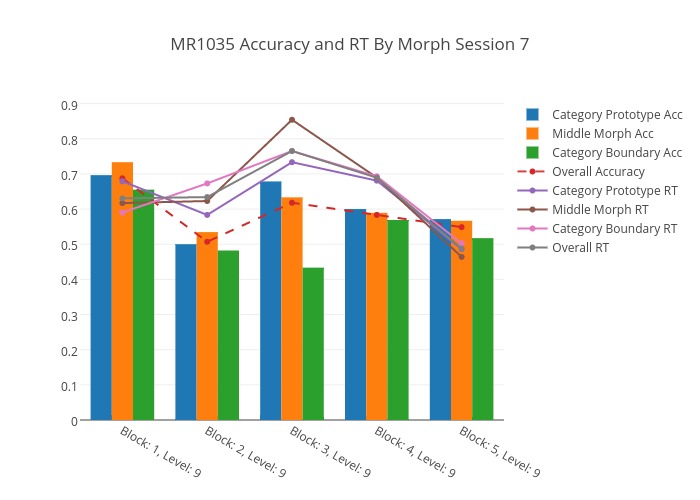 MR1035 Accuracy and RT By Morph Session 7
0.9
0.8
0.7
0.6
0.5
0.4
0.3
0.2
0.1
0
Block: 1, Level: 9
Block: 2, Level: 9
Block: 3, Level: 9
Block: 4, Level: 9
Block: 5, Level: 9
Category Prototype Acc
Middle Morph Acc
Category Boundary Acc
Overall Accuracy
Category Prototype RT
Middle Morph RT
Category Boundary RT
Overall RT